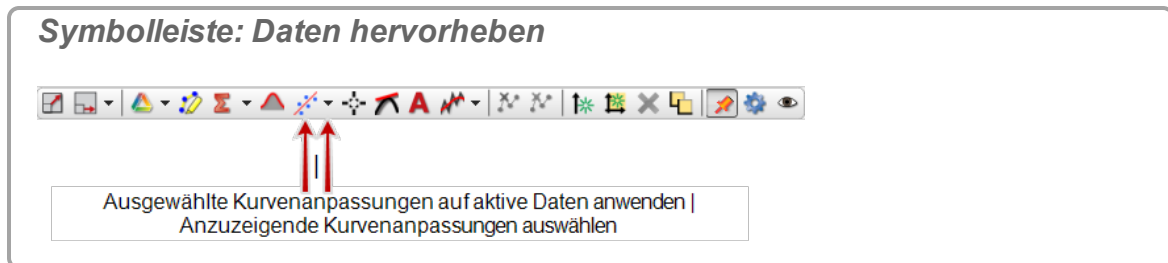 Symbolleiste: Daten hervorheben
Ausgewählte Kurvenanpassungen auf aktive Daten anwenden |
Anzuzeigende Kurvenanpassungen auswählen